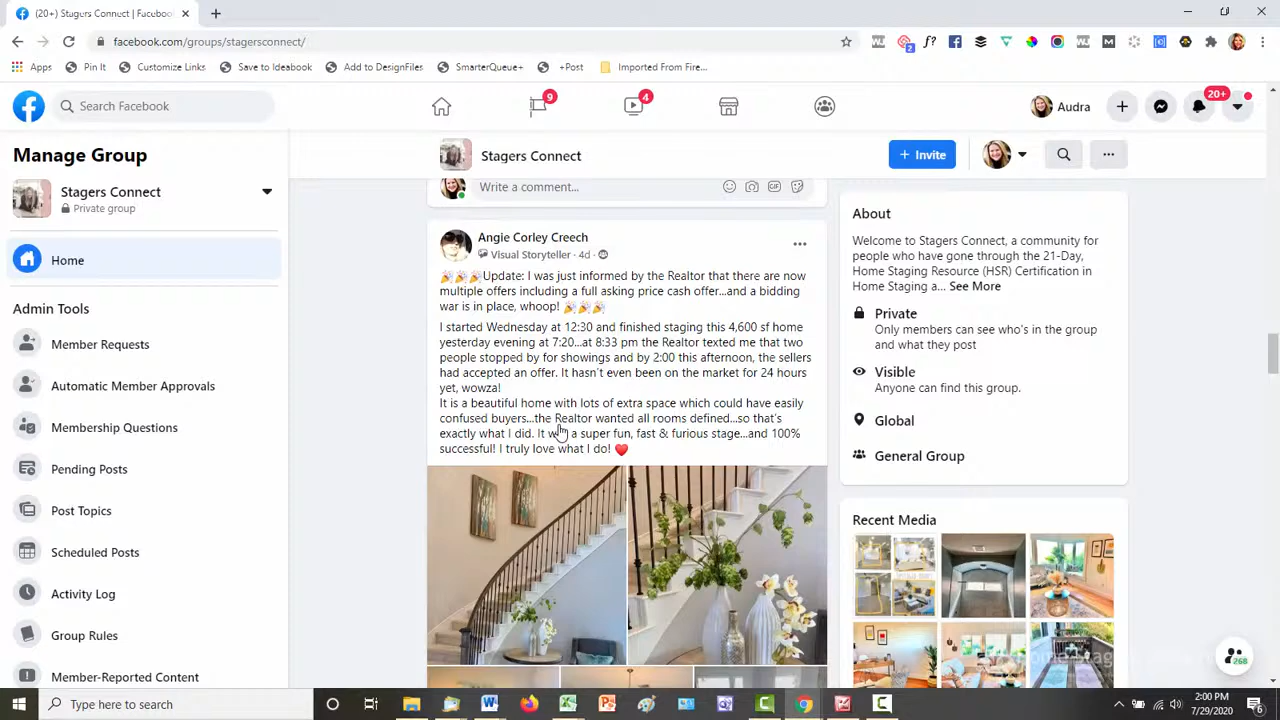 (20+) Stagers Connect | Faceboo
facebook.com/groups/stagersconnect/
Apps
Pin It
Customize Links
Save to Ideabook
Add to DesignFiles
SmarterQueue+
+Post
Imported From Fire...
Search Facebook
9
4
Audra
20+
Manage Group
Stagers Connect
Private group
Home
Admin Tools
Member Requests
Automatic Member Approvals
Membership Questions
Pending Posts
Post Topics
Scheduled Posts
Activity Log
Group Rules
Member-Reported Content
Stagers Connect
+ Invite
Write a comment...
GIF
Angie Corley Creech
Visual Storyteller · 4d ·
🎉🎉🎉Update: I was just informed by the Realtor that there are now
multiple offers including a full asking price cash offer...and a bidding
war is in place, whoop! 🎉🎉🎉
I started Wednesday at 12:30 and finished staging this 4,600 sf home
yesterday evening at 7:20...at 8:33 pm the Realtor texted me that two
people stopped by for showings and by 2:00 this afternoon, the sellers
had accepted an offer. It hasn't even been on the market for 24 hours
yet, wowza!
It is a beautiful home with lots of extra space which could have easily
confused buyers...the Realtor wanted all rooms defined...so that's
exactly what I did. It a super fun, fast & furious stage...and 100%
successful! I truly love what I do! ❤️
About
Welcome to Stagers Connect, a community for
people who have gone through the 21-Day,
Home Staging Resource (HSR) Certification in
Home Staging a... See More
Private
Only members can see who's in the group
and what they post
Visible
Anyone can find this group.
Global
General Group
Recent Media
268
Type here to search
2:00 PM
7/29/2020
6